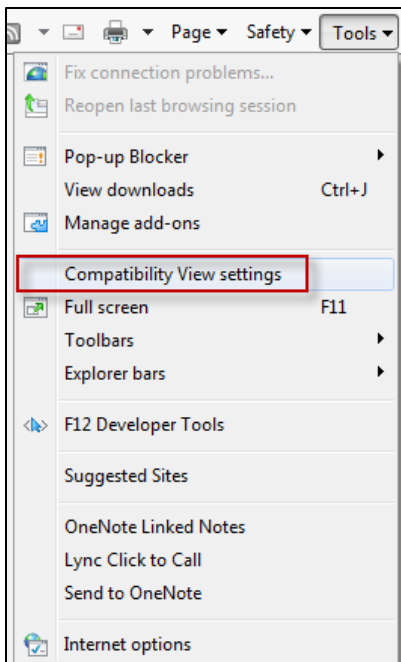 Page Safety Tools
Fix connection problems...
Reopen last browsing session
Pop-up Blocker
View downloads Ctrl+J
Manage add-ons
Compatibility View settings
Full screen F11
Toolbars
Explorer bars
F12 Developer Tools
Suggested Sites
OneNote Linked Notes
Lync Click to Call
Send to OneNote
Internet options